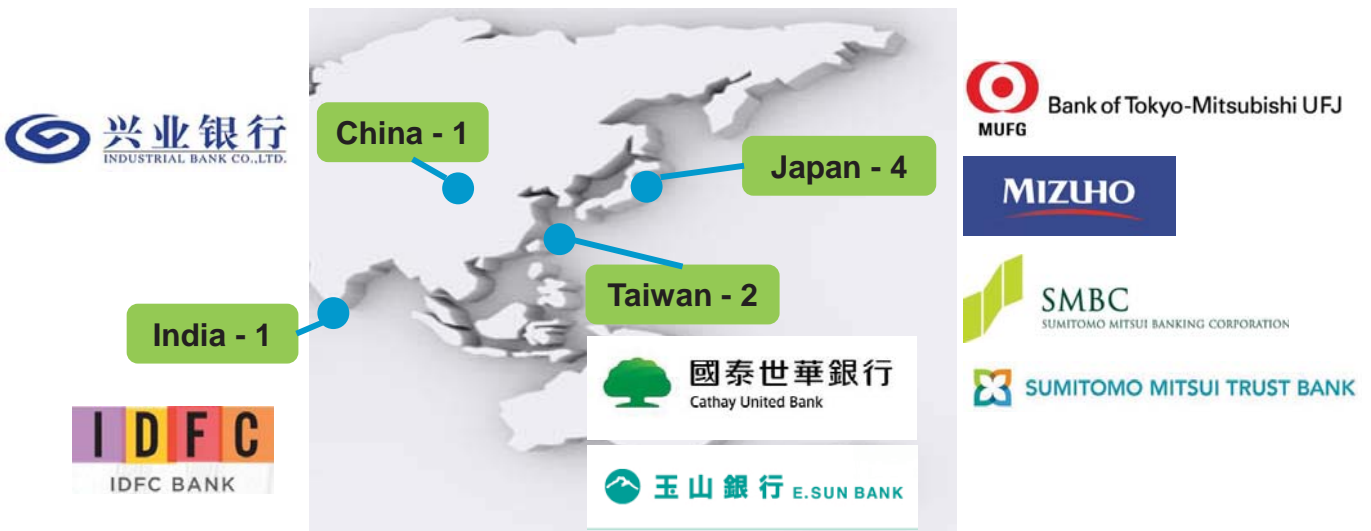 兴业银行
INDUSTRIAL BANK CO.,LTD.
China - 1
Japan - 4
Taiwan - 2
India - 1
IDFC
IDFC BANK
國泰世華銀行
Cathay United Bank
玉山銀行 E.SUN BANK
MUFG
Bank of Tokyo-Mitsubishi UFJ
MIZUHO
SMBC
SUMITOMO MITSUI BANKING CORPORATION
SUMITOMO MITSUI TRUST BANK